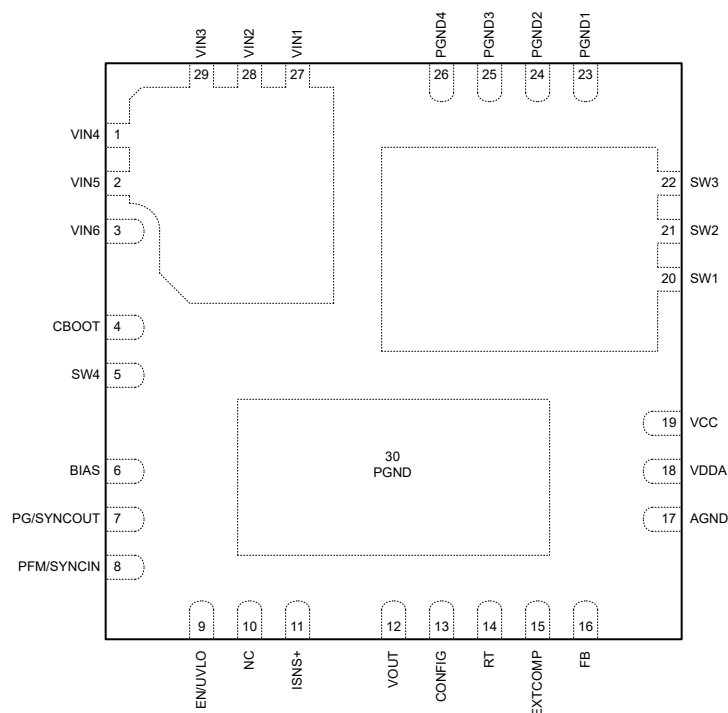 VIN3
VIN2
VIN1
PGND4
PGND3
PGND2
PGND1
29
28
27
26
25
24
23
VIN4 1
VIN5 2
VIN6 3
CBOOT 4
SW4 5
BIAS 6
PG/SYNCOUT 7
PFM/SYNCIN 8
22 SW3
21 SW2
20 SW1
30
PGND
19 VCC
18 VDDA
17 AGND
9
10
11
12
13
14
15
16
EN/UVLO
NC
ISNS+
VOUT
CONFIG
RT
EXTCOMP
FB